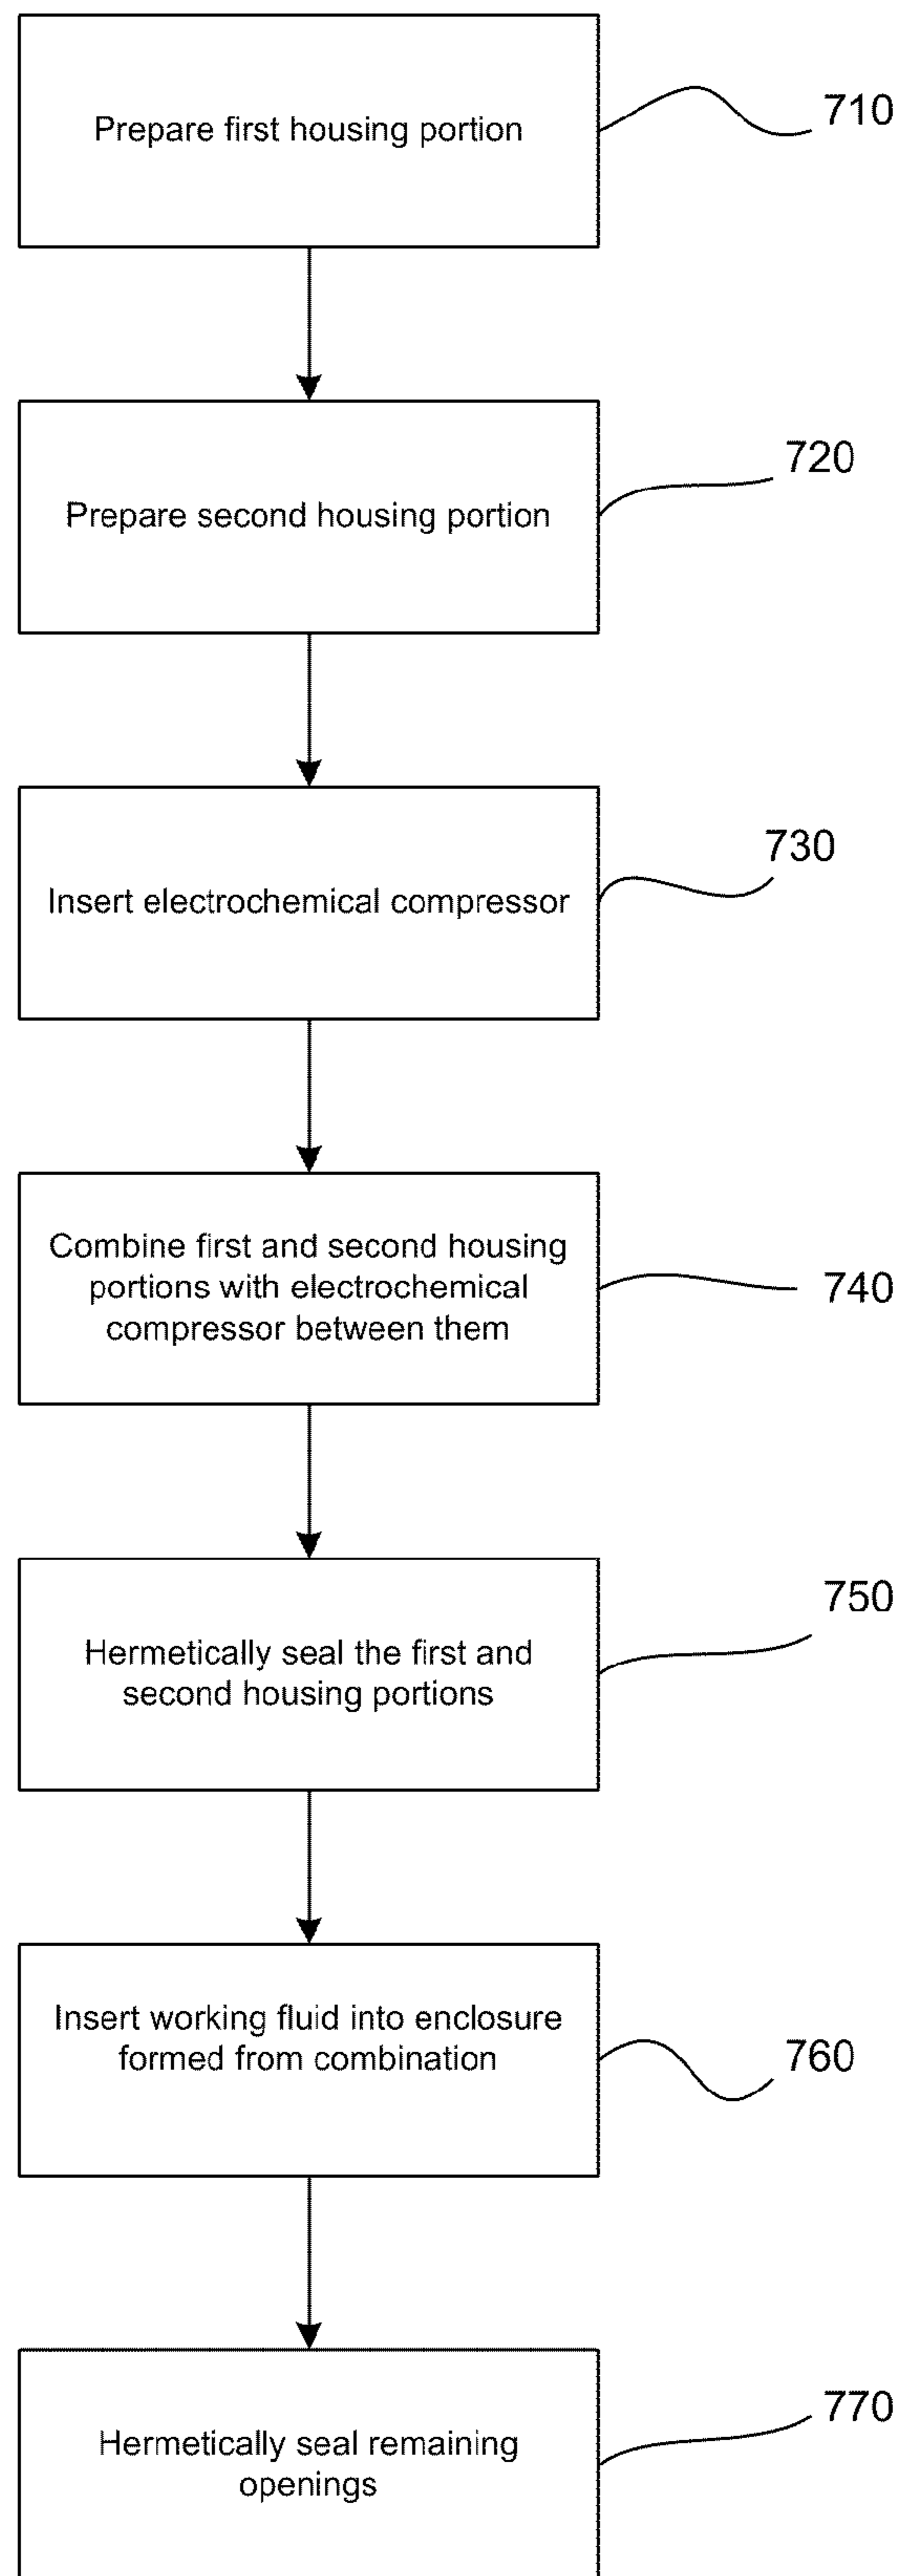 Prepare first housing portion
710
Prepare second housing portion
720
Insert electrochemical compressor
730
Combine first and second housing
portions with electrochemical
compressor between them
740
Hermetically seal the first and
second housing portions
750
Insert working fluid into enclosure
formed from combination
760
Hermetically seal remaining
openings
770